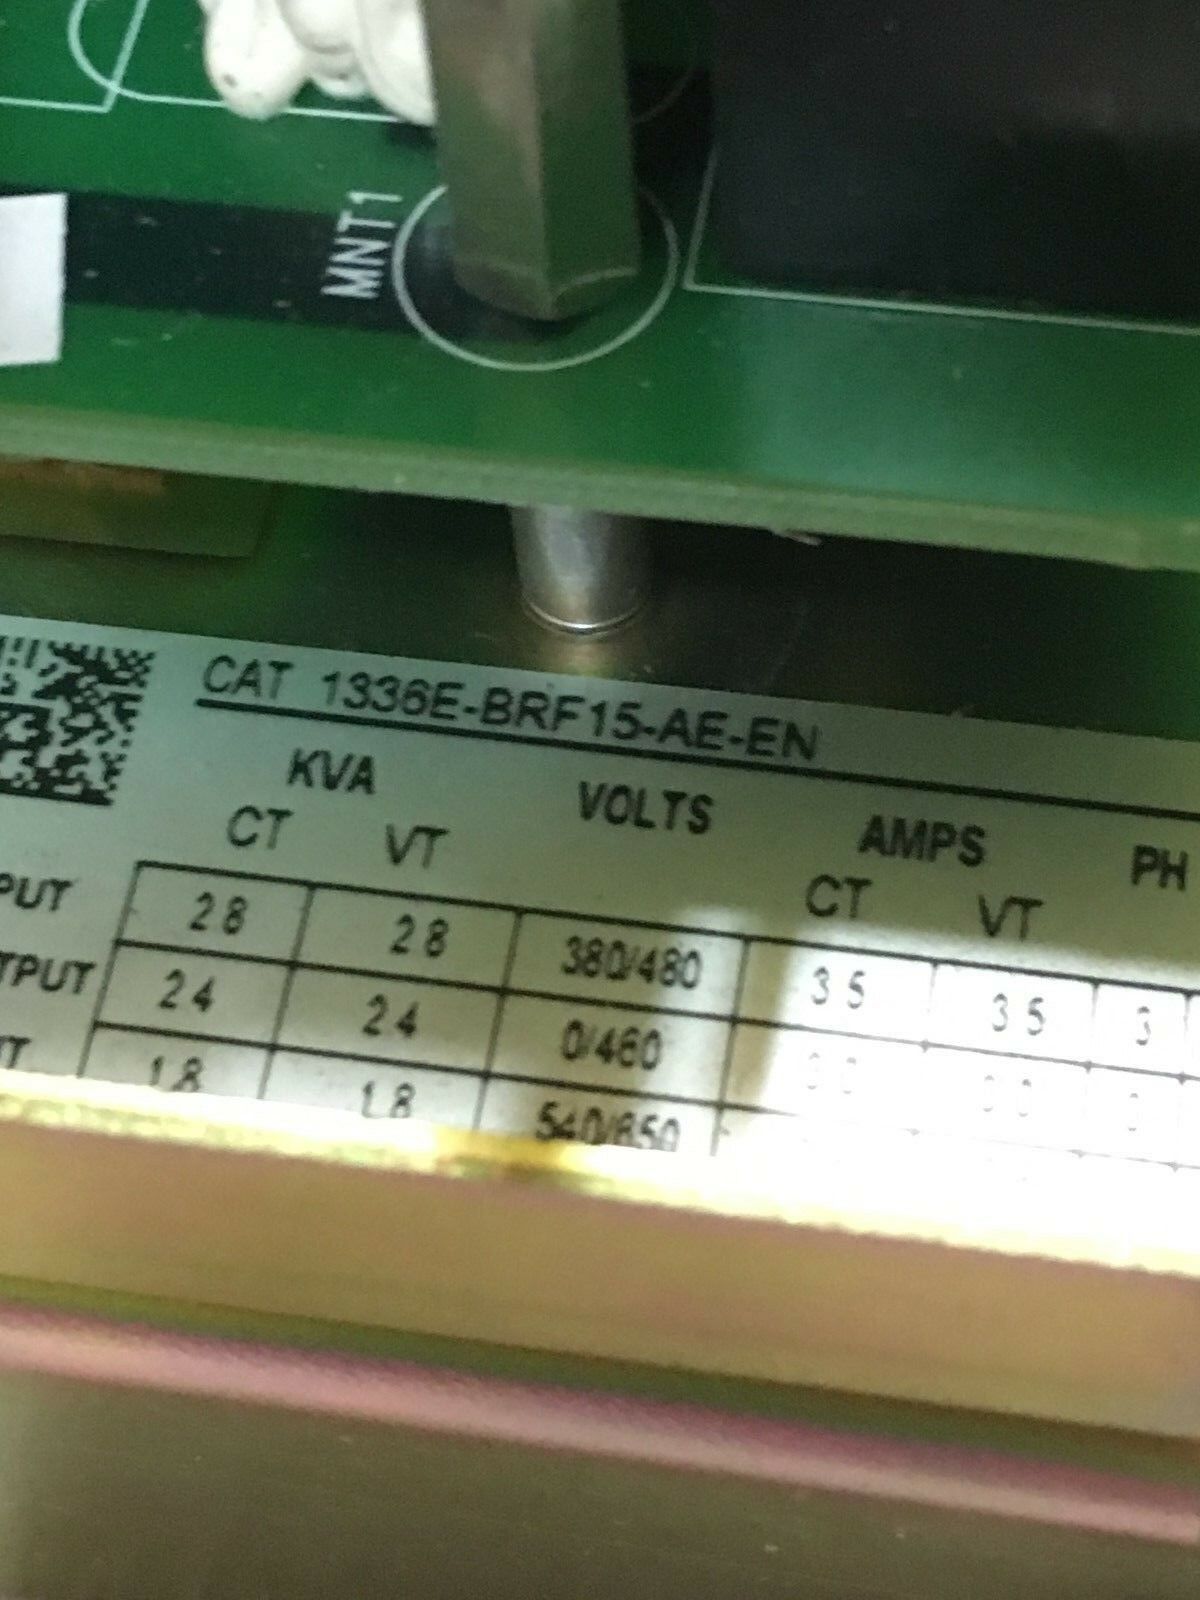 MNT1
CAT 1336E-BRF15-AE-EN
KVA VOLTS AMPS PH
CT VT CT VT
PUT 28 28 380/480 35 35 3
TPUT 24 24 0/460
UT 18 18 540/650